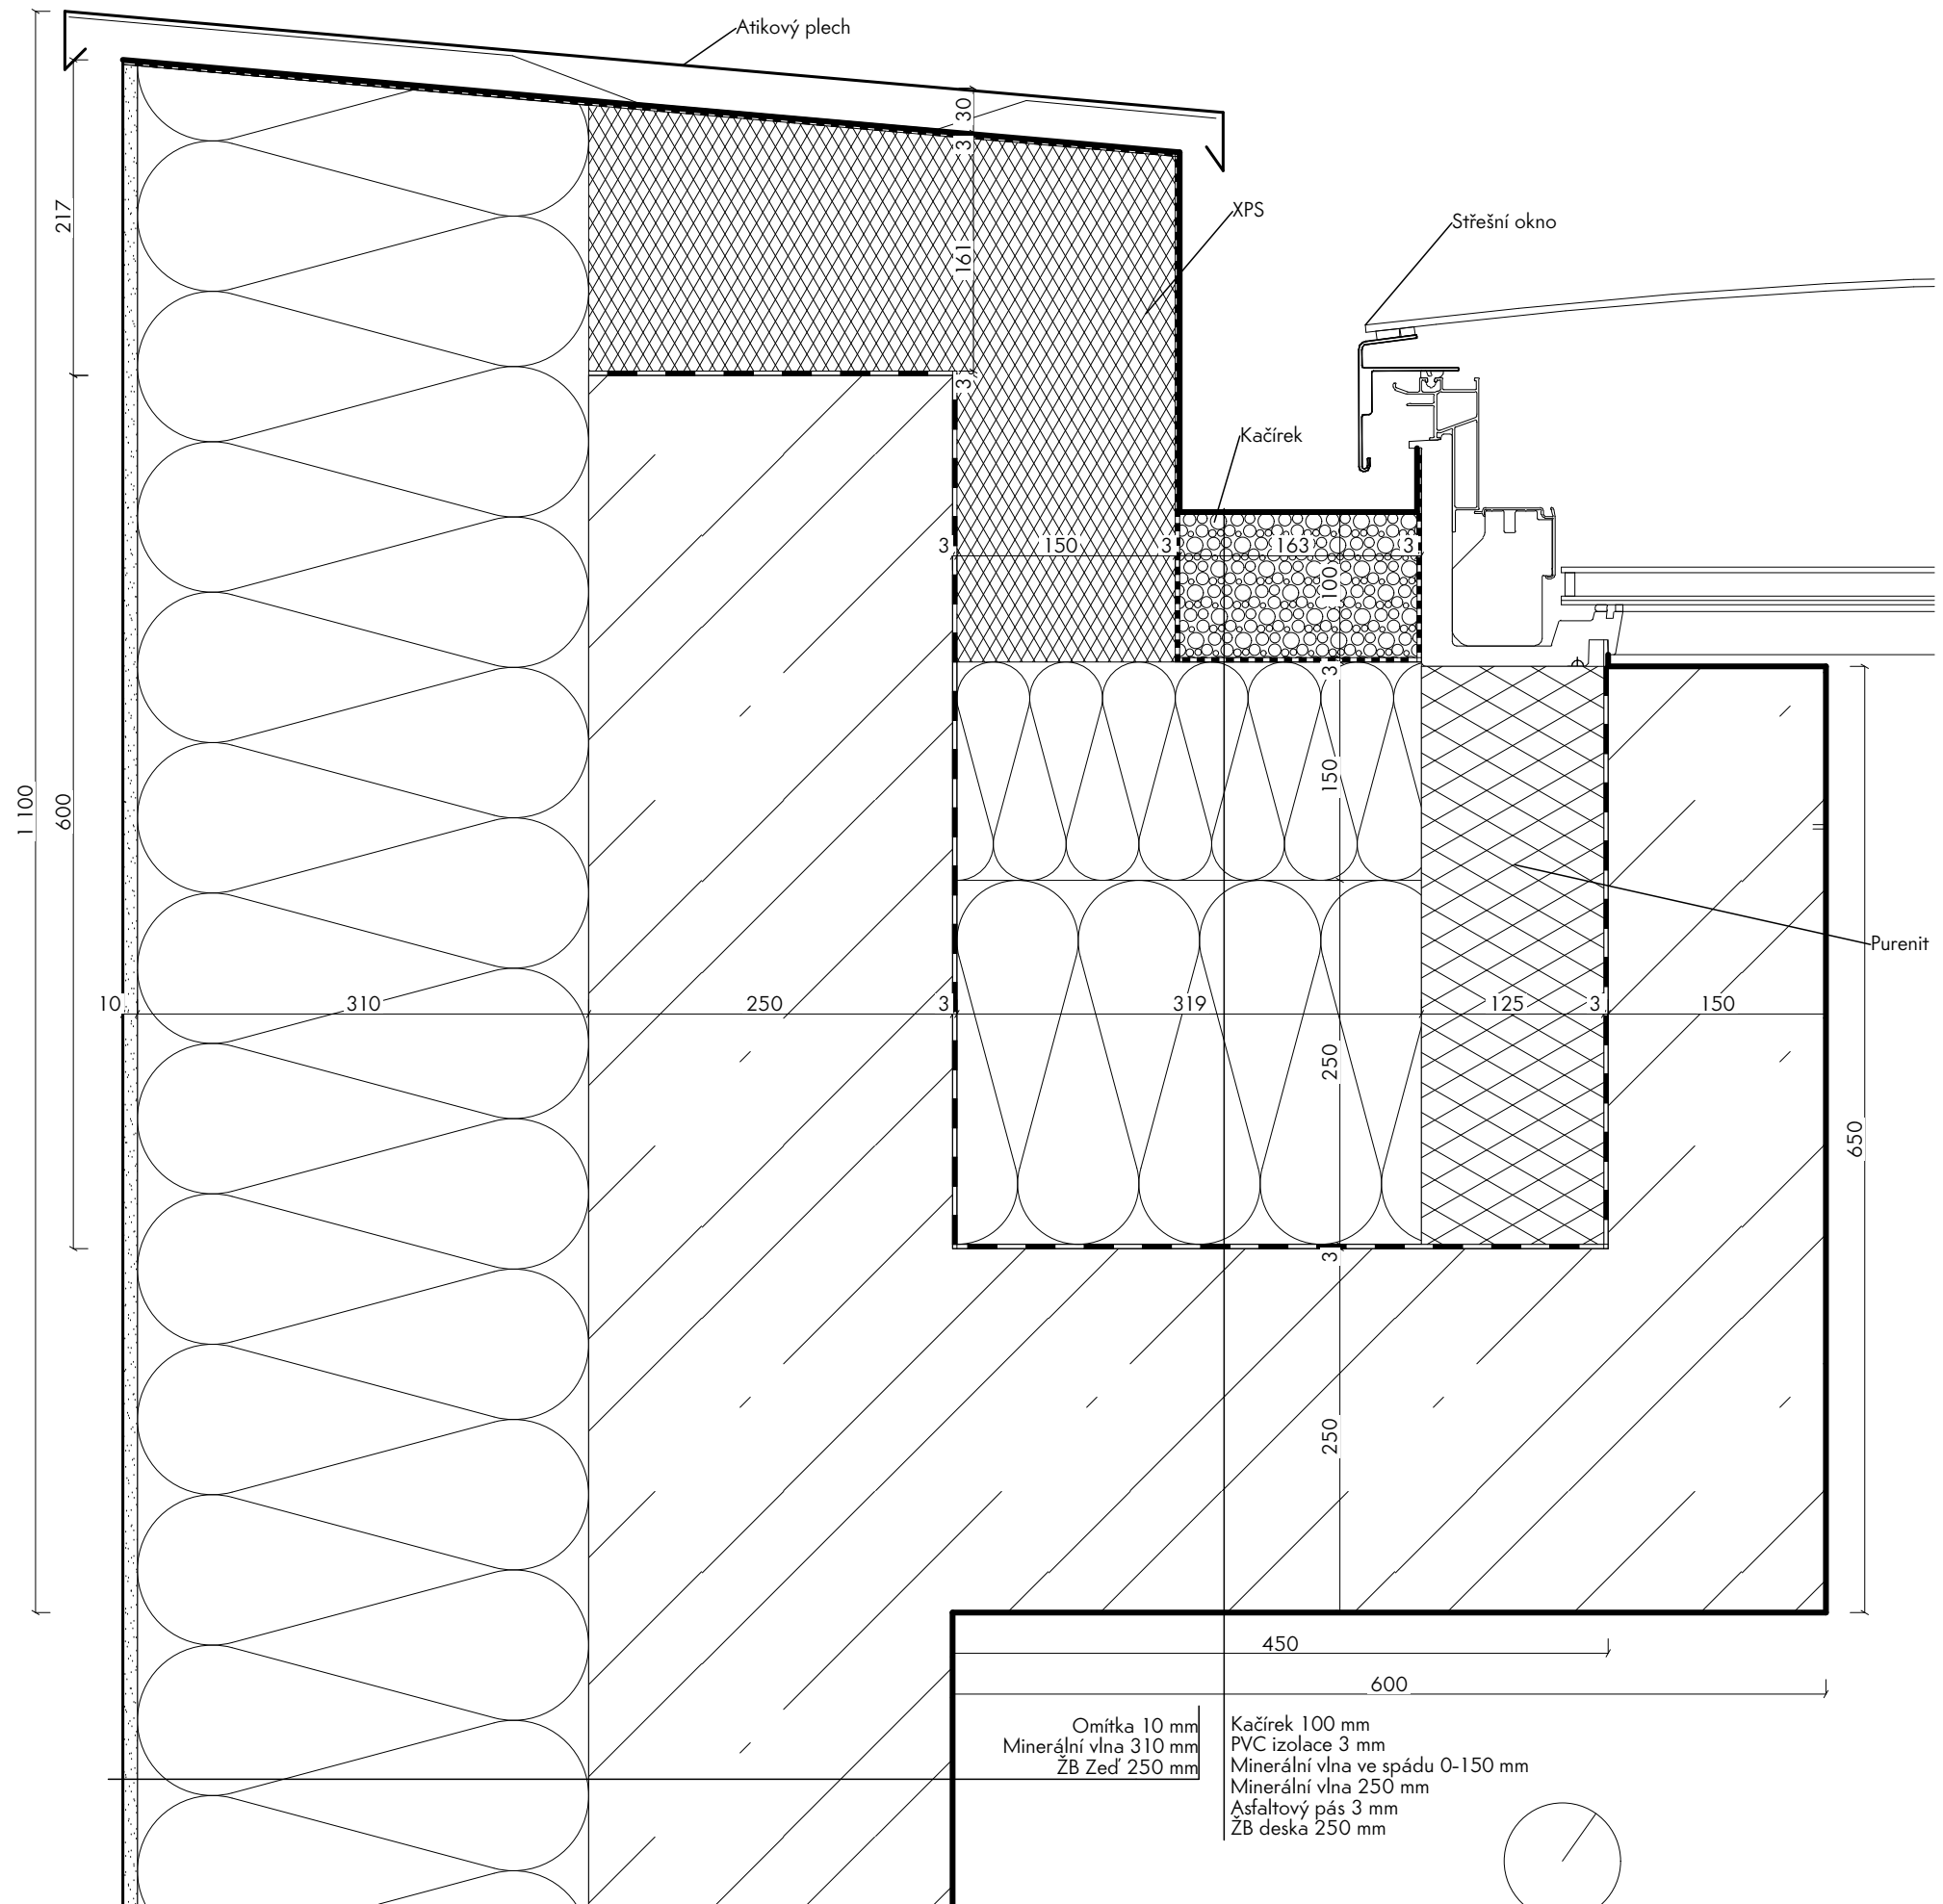 Atikový plech
30
3
217
XPS
Střešní okno
161
3
Kačírek
3
150
3
163
3
100
3
150
1 100
600
Purenit
10
310
250
3
319
125
3
150
250
650
3
250
450
600
Omítka 10 mm
Minerální vlna 310 mm
ŽB Zeď 250 mm
Kačírek 100 mm
PVC izolace 3 mm
Minerální vlna ve spádu 0-150 mm
Minerální vlna 250 mm
Asfaltový pás 3 mm
ŽB deska 250 mm